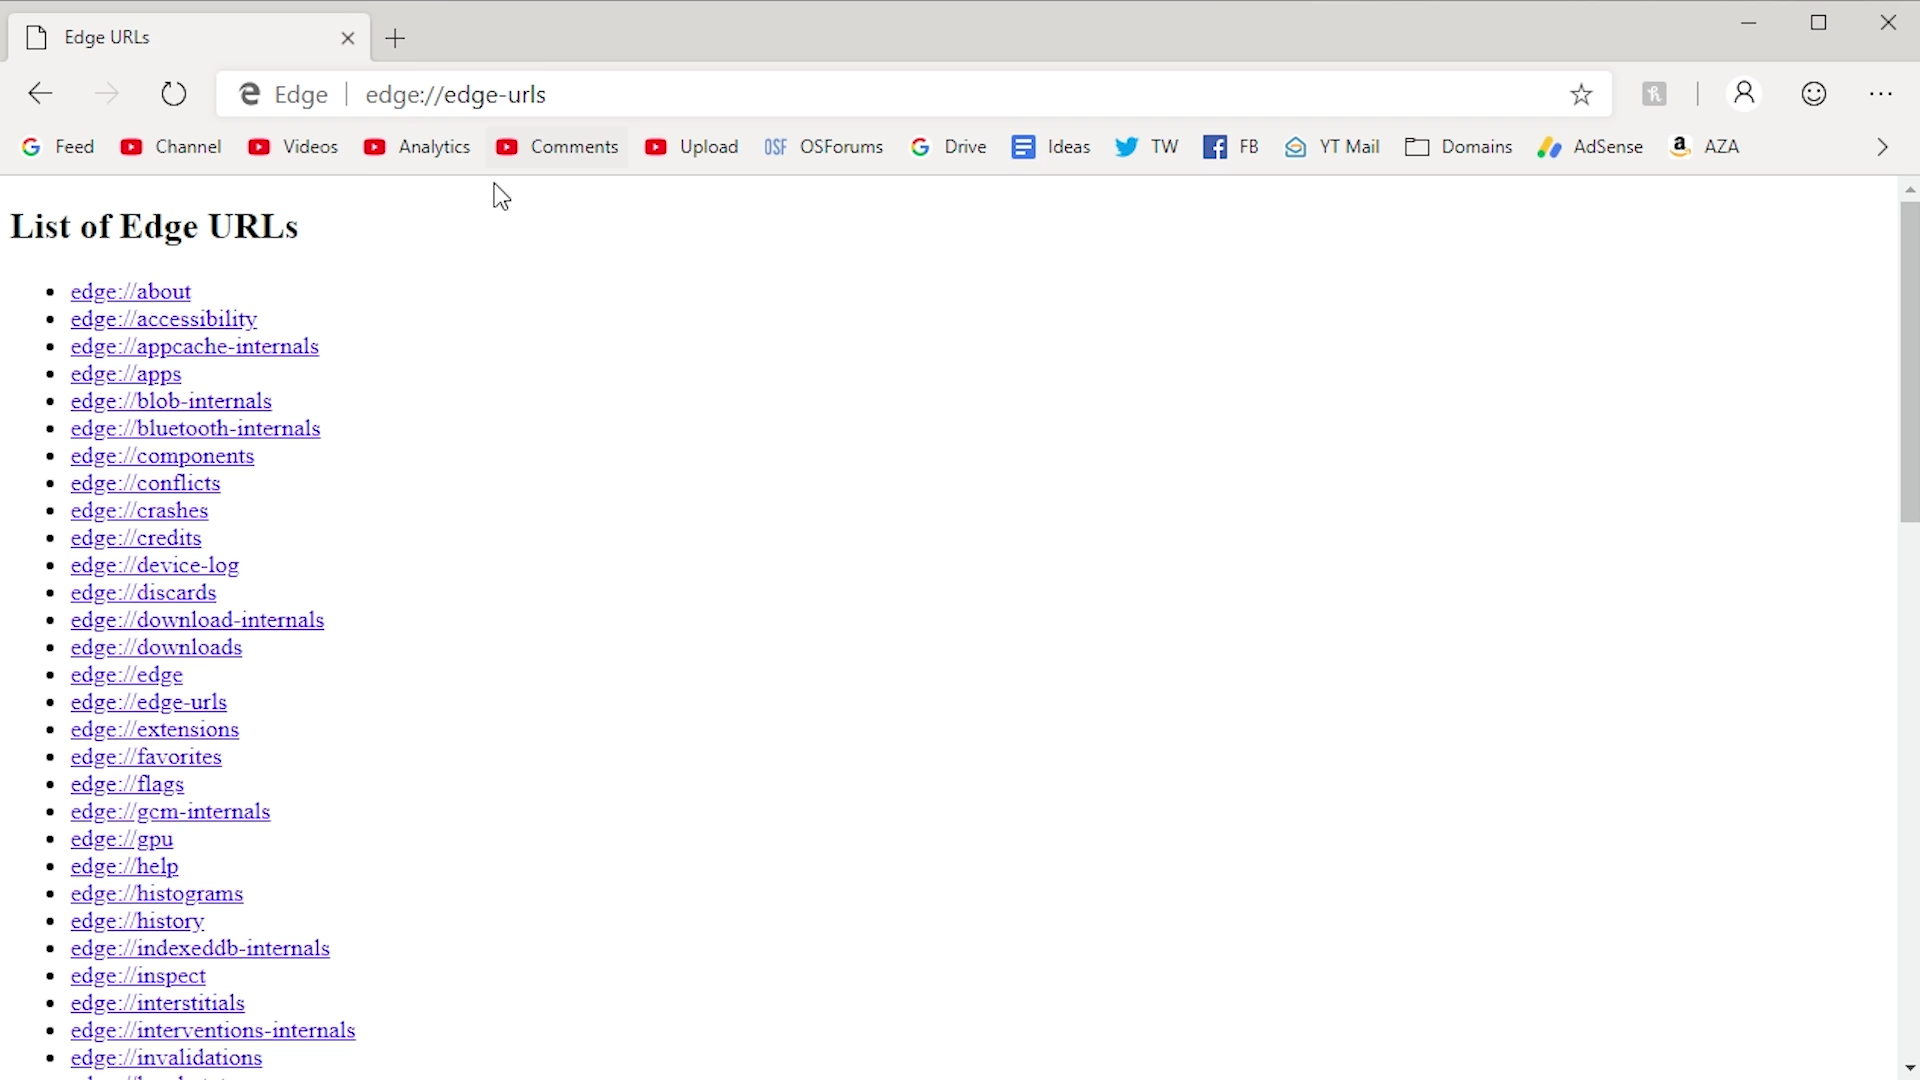 Edge URLs
Edge | edge://edge-urls
Feed Channel Videos Analytics Comments Upload OSF OSForums Drive Ideas TW FB YT Mail Domains AdSense AZA
List of Edge URLs
edge://about
edge://accessibility
edge://appcache-internals
edge://apps
edge://blob-internals
edge://bluetooth-internals
edge://components
edge://conflicts
edge://crashes
edge://credits
edge://device-log
edge://discards
edge://download-internals
edge://downloads
edge://edge
edge://edge-urls
edge://extensions
edge://favorites
edge://flags
edge://gcm-internals
edge://gpu
edge://help
edge://histograms
edge://history
edge://indexeddb-internals
edge://inspect
edge://interstitials
edge://interventions-internals
edge://invalidations